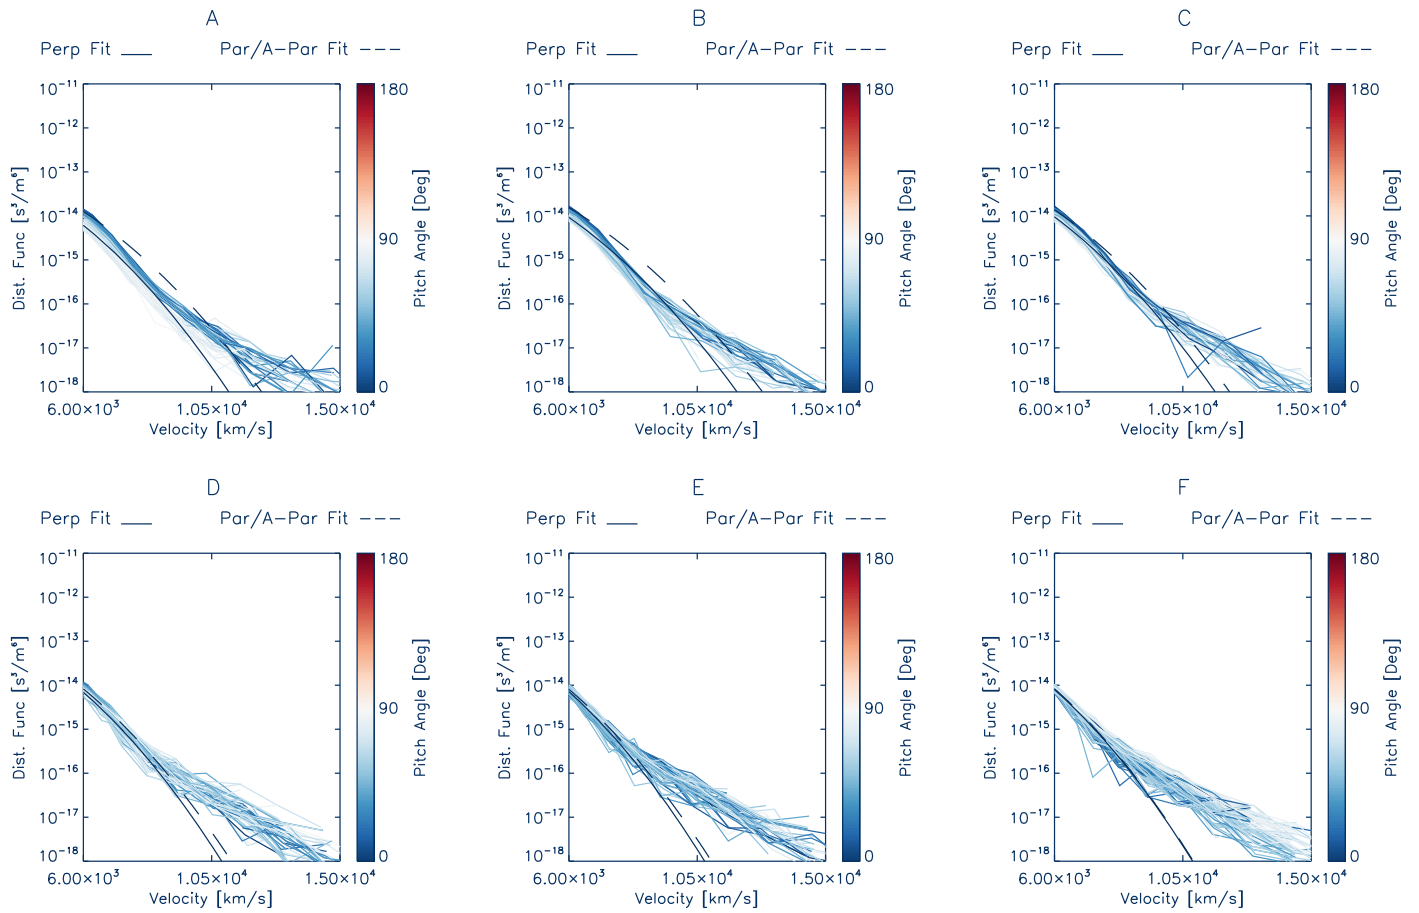 A
Perp Fit Par/A-Par Fit
10⁻¹¹
10⁻¹²
10⁻¹³
10⁻¹⁴
10⁻¹⁵
10⁻¹⁶
10⁻¹⁷
10⁻¹⁸
Dist. Func [s³/m⁶]
6.00×10³ 1.05×10⁴ 1.50×10⁴
Velocity [km/s]
180
90
0
Pitch Angle [Deg]
B
Perp Fit Par/A-Par Fit
10⁻¹¹
10⁻¹²
10⁻¹³
10⁻¹⁴
10⁻¹⁵
10⁻¹⁶
10⁻¹⁷
10⁻¹⁸
Dist. Func [s³/m⁶]
6.00×10³ 1.05×10⁴ 1.50×10⁴
Velocity [km/s]
180
90
0
Pitch Angle [Deg]
C
Perp Fit Par/A-Par Fit
10⁻¹¹
10⁻¹²
10⁻¹³
10⁻¹⁴
10⁻¹⁵
10⁻¹⁶
10⁻¹⁷
10⁻¹⁸
Dist. Func [s³/m⁶]
6.00×10³ 1.05×10⁴ 1.50×10⁴
Velocity [km/s]
180
90
0
Pitch Angle [Deg]
D
Perp Fit Par/A-Par Fit
10⁻¹¹
10⁻¹²
10⁻¹³
10⁻¹⁴
10⁻¹⁵
10⁻¹⁶
10⁻¹⁷
10⁻¹⁸
Dist. Func [s³/m⁶]
6.00×10³ 1.05×10⁴ 1.50×10⁴
Velocity [km/s]
180
90
0
Pitch Angle [Deg]
E
Perp Fit Par/A-Par Fit
10⁻¹¹
10⁻¹²
10⁻¹³
10⁻¹⁴
10⁻¹⁵
10⁻¹⁶
10⁻¹⁷
10⁻¹⁸
Dist. Func [s³/m⁶]
6.00×10³ 1.05×10⁴ 1.50×10⁴
Velocity [km/s]
180
90
0
Pitch Angle [Deg]
F
Perp Fit Par/A-Par Fit
10⁻¹¹
10⁻¹²
10⁻¹³
10⁻¹⁴
10⁻¹⁵
10⁻¹⁶
10⁻¹⁷
10⁻¹⁸
Dist. Func [s³/m⁶]
6.00×10³ 1.05×10⁴ 1.50×10⁴
Velocity [km/s]
180
90
0
Pitch Angle [Deg]